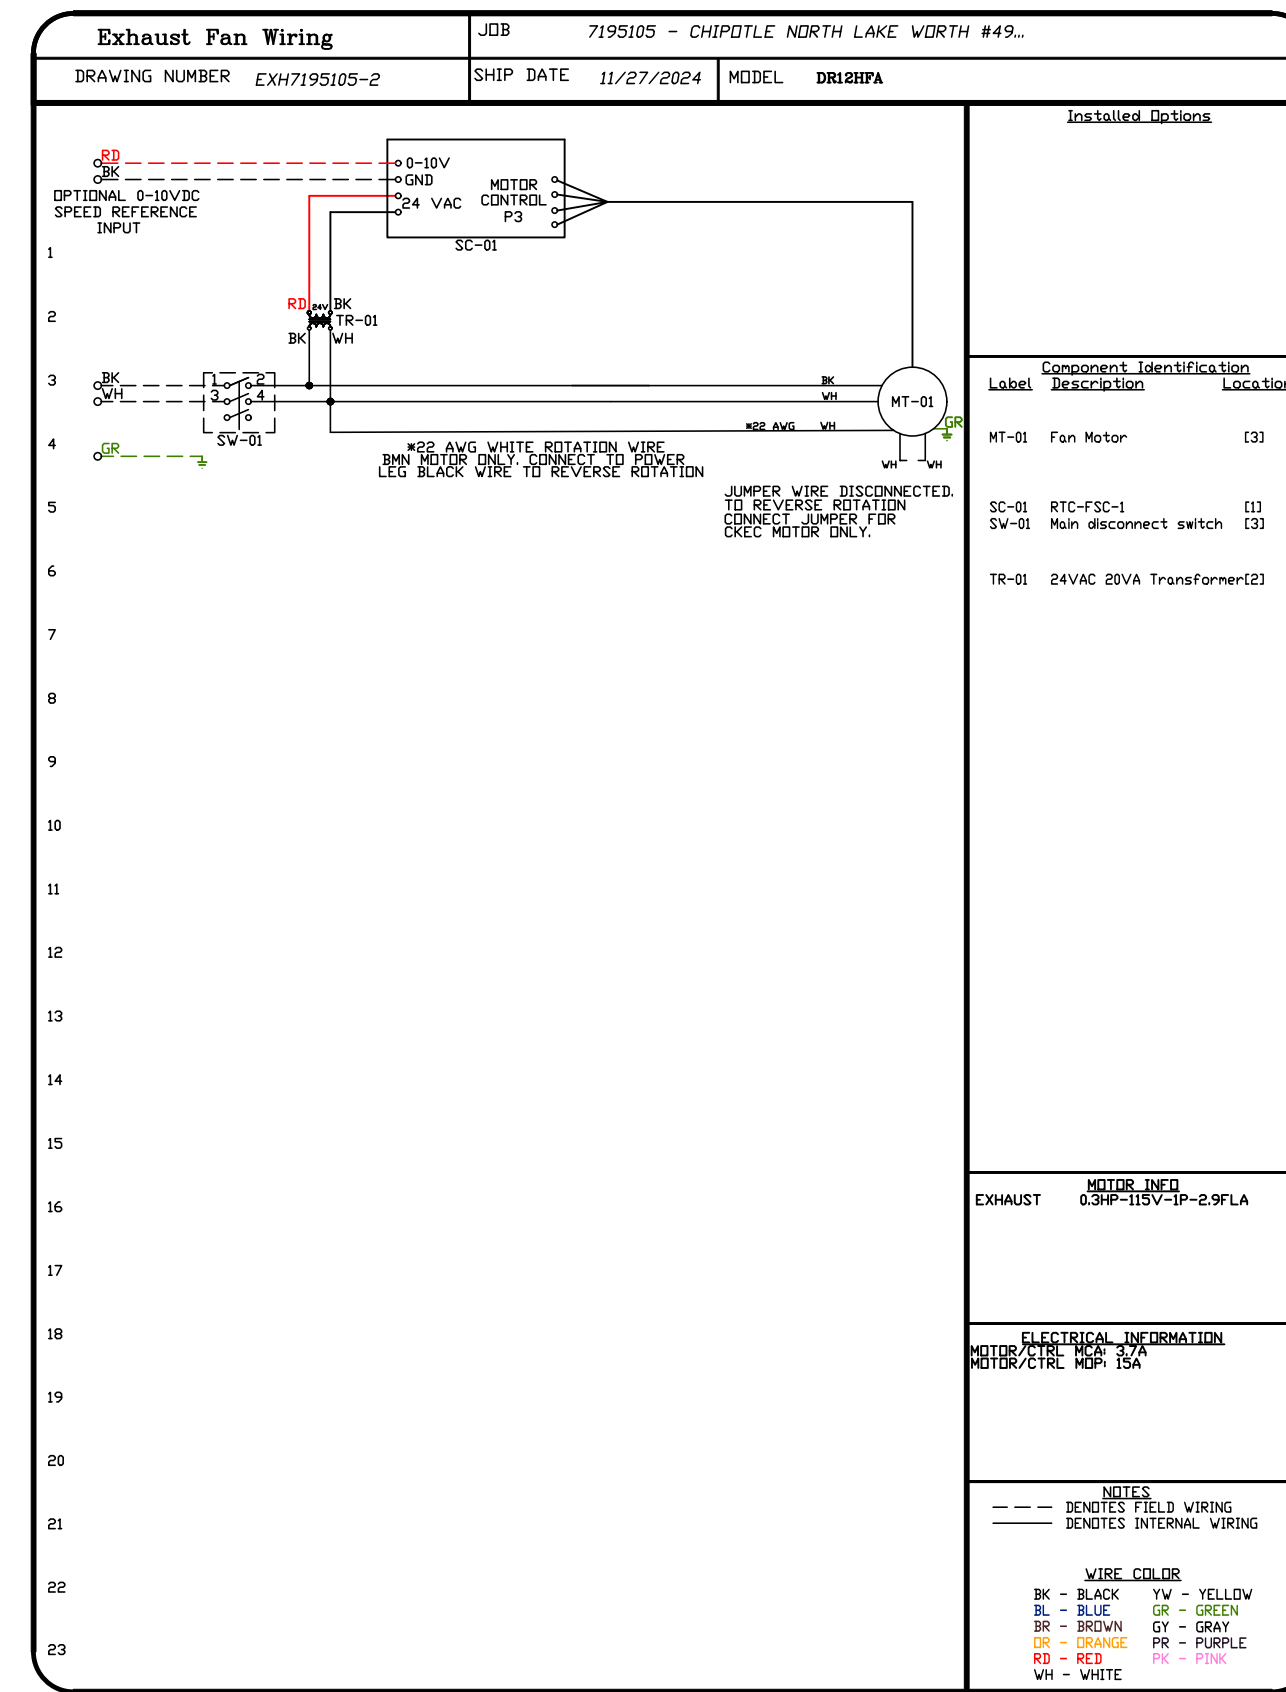 Exhaust Fan Wiring
JOB 7195105 - CHIPOTLE NORTH LAKE WORTH #49...
DRAWING NUMBER EXH7195105-2
SHIP DATE 11/27/2024
MODEL DR12HFA
Installed Options
RD
BK
OPTIONAL 0-10VDC
SPEED REFERENCE
INPUT
0-10V
GND
24 VAC
MOTOR
CONTROL
P3
SC-01
RD 24V BK
TR-01
BK WH
BK
WH
1 2
3 4
SW-01
GR
BK
WH
*22 AWG WH
MT-01
GR
WH WH
*22 AWG WHITE ROTATION WIRE
BMN MOTOR ONLY. CONNECT TO POWER
LEG BLACK WIRE TO REVERSE ROTATION
JUMPER WIRE DISCONNECTED.
TO REVERSE ROTATION
CONNECT JUMPER FOR
CKEC MOTOR ONLY.
1
2
3
4
5
6
7
8
9
10
11
12
13
14
15
16
17
18
19
20
21
22
23
Component Identification
Label Description Location
MT-01 Fan Motor [3]
SC-01 RTC-FSC-1 [1]
SW-01 Main disconnect switch [3]
TR-01 24VAC 20VA Transformer[2]
MOTOR INFO
EXHAUST 0.3HP-115V-1P-2.9FLA
ELECTRICAL INFORMATION
MOTOR/CTRL MCA: 3.7A
MOTOR/CTRL MOP: 15A
NOTES
— — — DENOTES FIELD WIRING
——— DENOTES INTERNAL WIRING
WIRE COLOR
BK - BLACK YW - YELLOW
BL - BLUE GR - GREEN
BR - BROWN GY - GRAY
OR - ORANGE PR - PURPLE
RD - RED PK - PINK
WH - WHITE